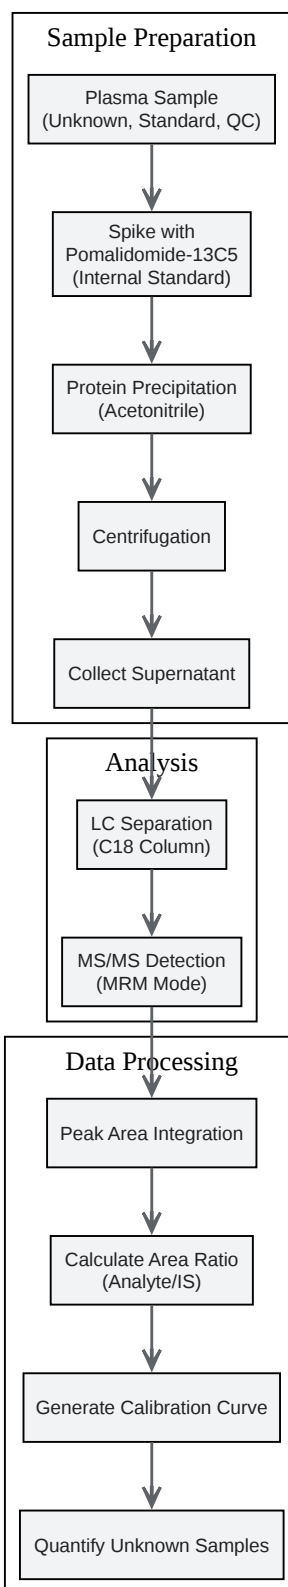 Sample Preparation
Plasma Sample
(Unknown, Standard, QC)
Spike with
Pomalidomide-13C5
(Internal Standard)
Protein Precipitation
(Acetonitrile)
Centrifugation
Collect Supernatant
Analysis
LC Separation
(C18 Column)
MS/MS Detection
(MRM Mode)
Data Processing
Peak Area Integration
Calculate Area Ratio
(Analyte/IS)
Generate Calibration Curve
Quantify Unknown Samples